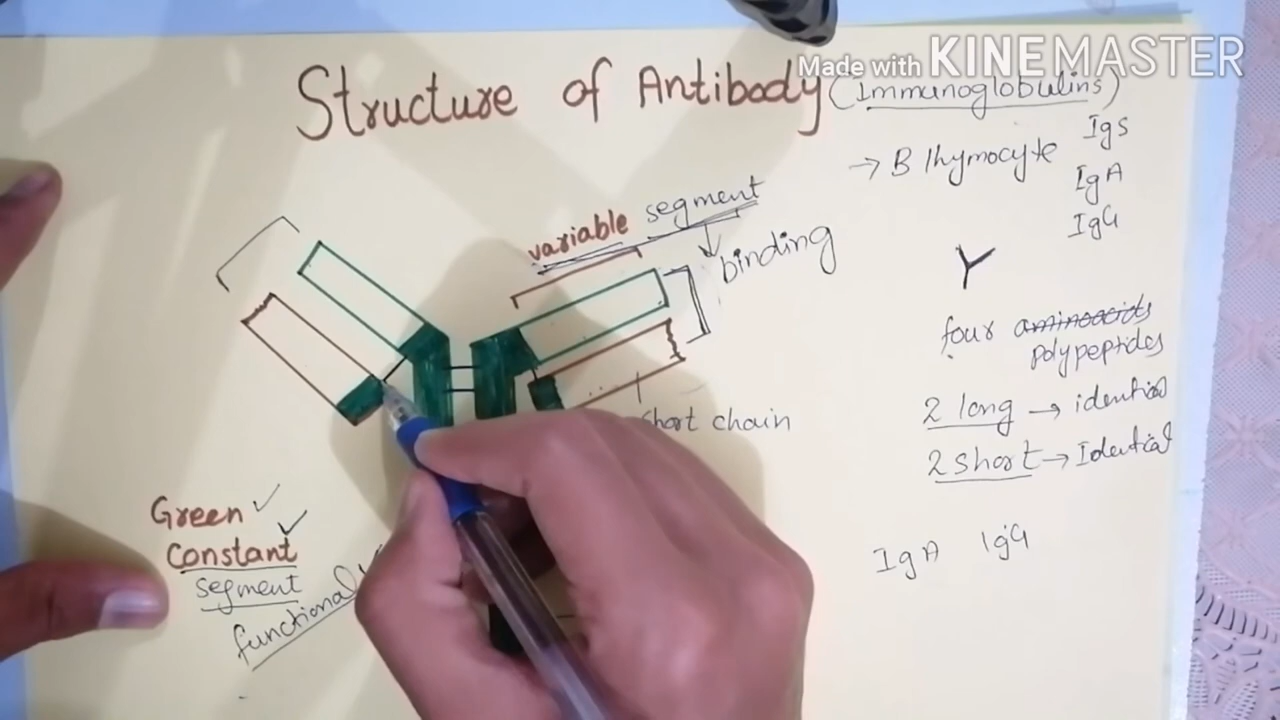 Made with KINEMASTER
Structure of Antibody (Immunoglobulins)
Igs
→ B lhymocyte
IgA
IgG
variable segment
binding
four aminoacids
polypeptides
short chain
2 long → identical
2 short → Identical
Green ✓
✓
Constant
segment
functional
IgA IgG